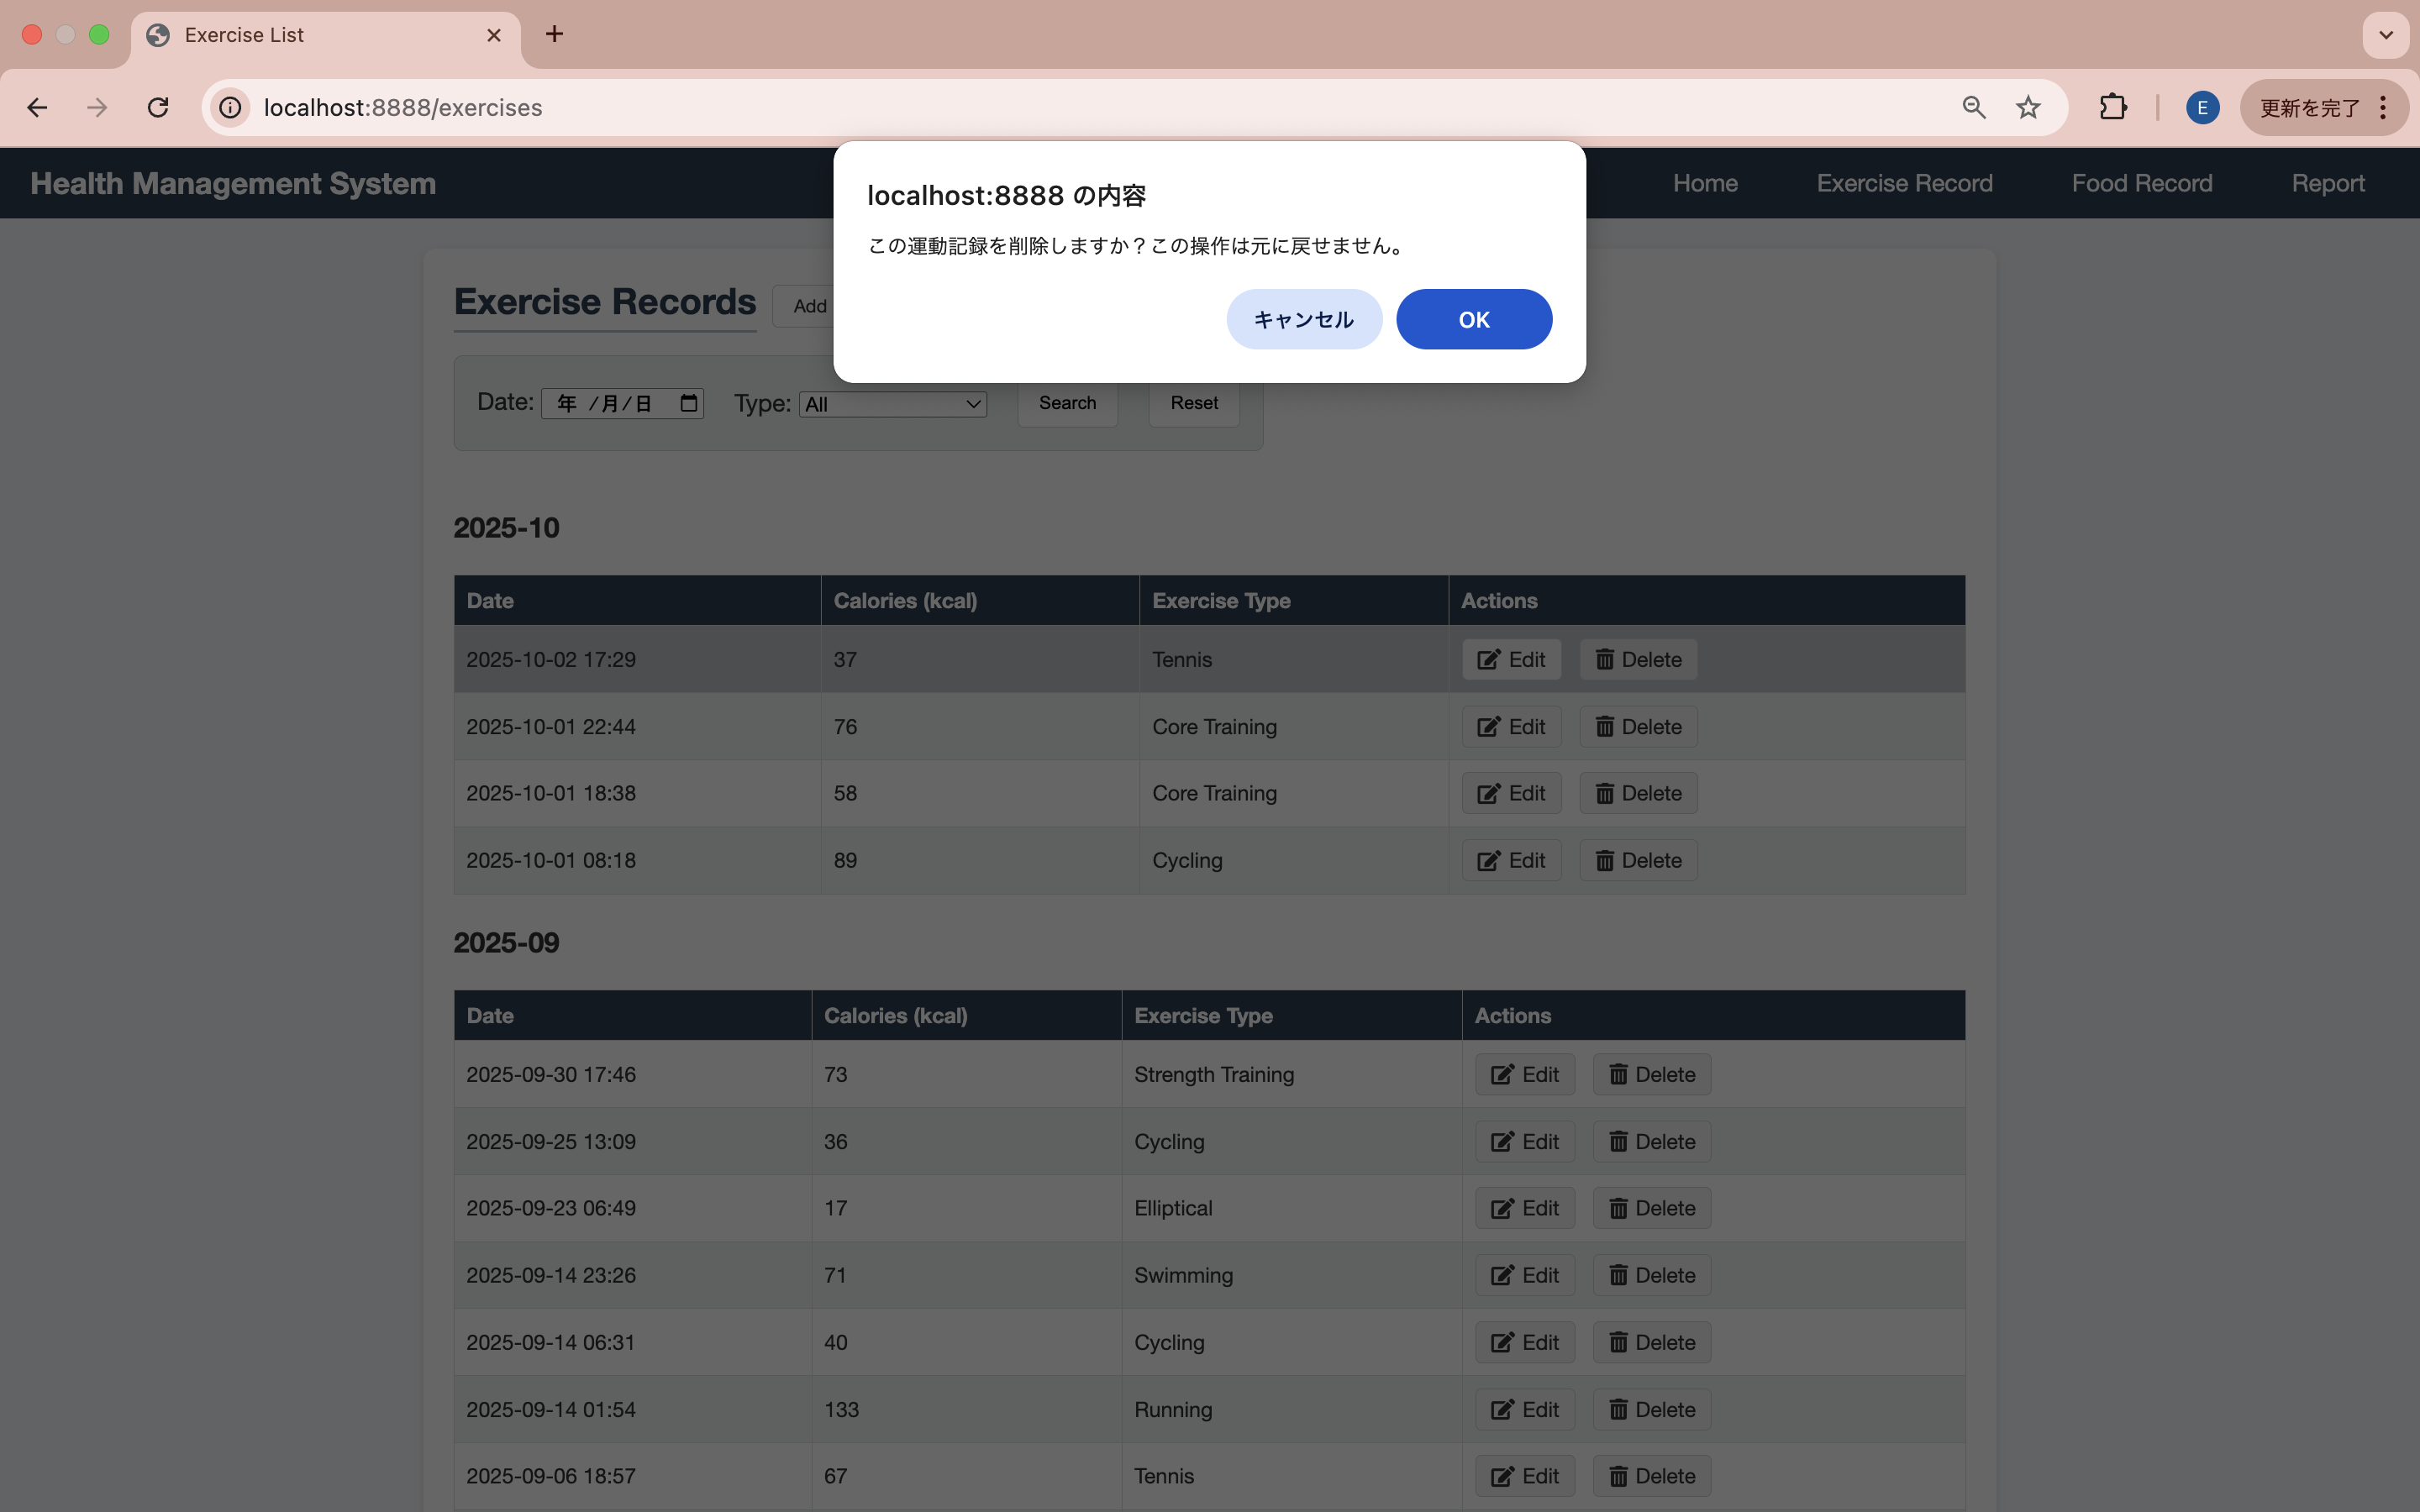 Exercise List
localhost:8888/exercises
E
更新を完了
Health Management System
Home Exercise Record Food Record Report
localhost:8888 の内容
この運動記録を削除しますか？この操作は元に戻せません。
キャンセル OK
Exercise Records Add
Date: 年 /月/日 Type: All Search Reset
2025-10
Date Calories (kcal) Exercise Type Actions
2025-10-02 17:29 37 Tennis Edit Delete
2025-10-01 22:44 76 Core Training Edit Delete
2025-10-01 18:38 58 Core Training Edit Delete
2025-10-01 08:18 89 Cycling Edit Delete
2025-09
Date Calories (kcal) Exercise Type Actions
2025-09-30 17:46 73 Strength Training Edit Delete
2025-09-25 13:09 36 Cycling Edit Delete
2025-09-23 06:49 17 Elliptical Edit Delete
2025-09-14 23:26 71 Swimming Edit Delete
2025-09-14 06:31 40 Cycling Edit Delete
2025-09-14 01:54 133 Running Edit Delete
2025-09-06 18:57 67 Tennis Edit Delete